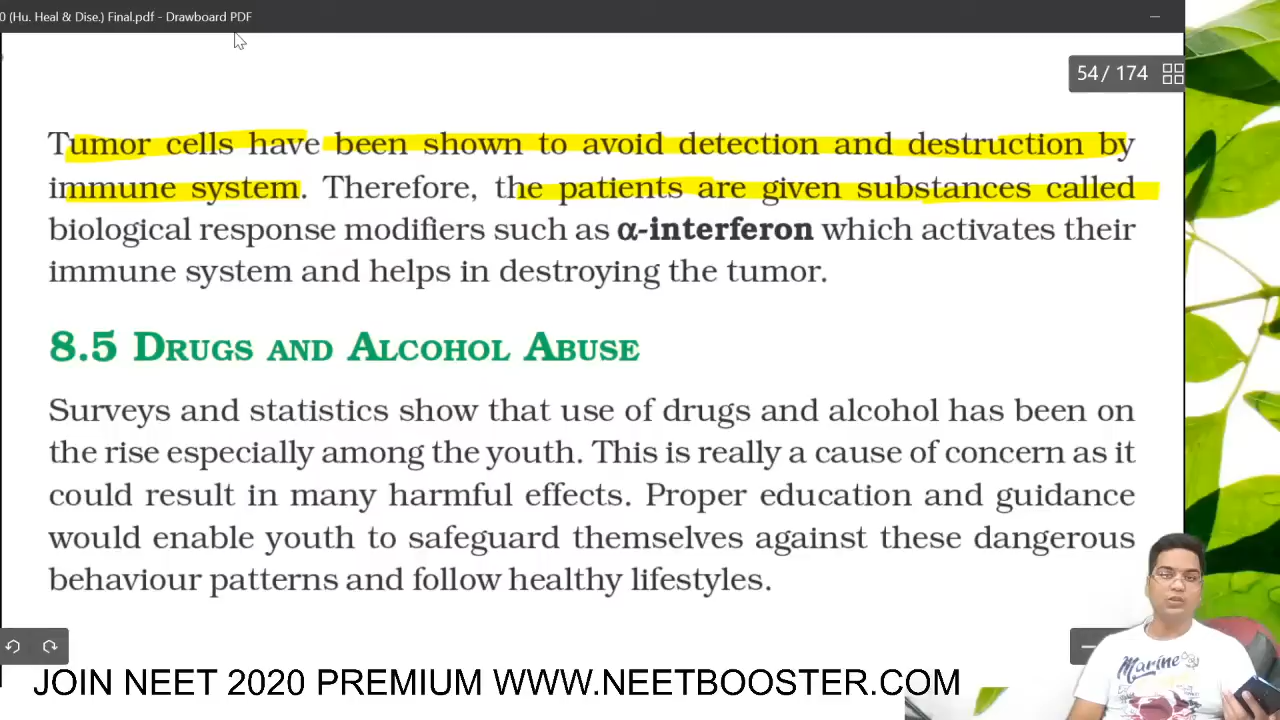 0 (Hu. Heal & Dise.) Final.pdf - Drawboard PDF
54 / 174
Tumor cells have been shown to avoid detection and destruction by
immune system. Therefore, the patients are given substances called
biological response modifiers such as α-interferon which activates their
immune system and helps in destroying the tumor.
8.5 DRUGS AND ALCOHOL ABUSE
Surveys and statistics show that use of drugs and alcohol has been on
the rise especially among the youth. This is really a cause of concern as it
could result in many harmful effects. Proper education and guidance
would enable youth to safeguard themselves against these dangerous
behaviour patterns and follow healthy lifestyles.
Marine
JOIN NEET 2020 PREMIUM WWW.NEETBOOSTER.COM